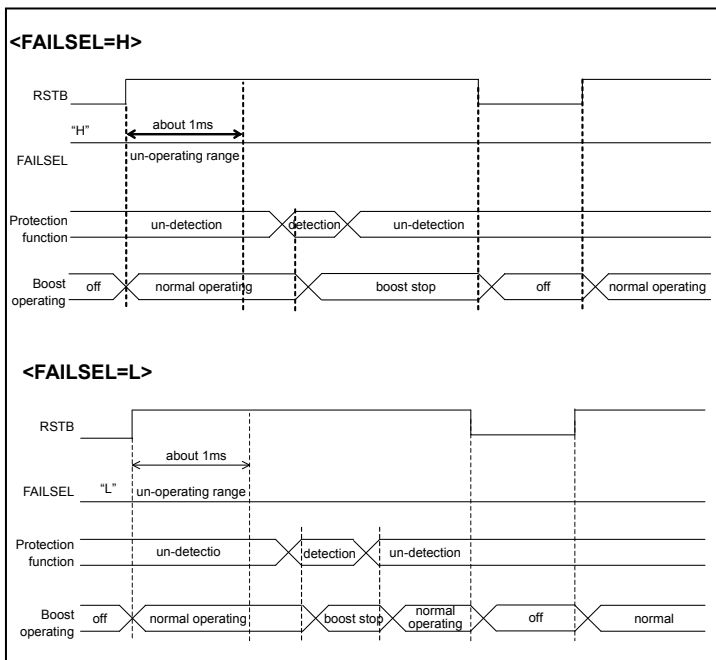 <FAILSEL=H>
RSTB
about 1ms
“H”
FAILSEL
un-operating range
Protection
function
un-detection
detection
un-detection
Boost
operating
off
normal operating
boost stop
off
normal operating
<FAILSEL=L>
RSTB
about 1ms
FAILSEL
“L”
un-operating range
Protection
function
un-detectio
detection
un-detection
Boost
operating
off
normal operating
boost stop
normal
operating
off
normal